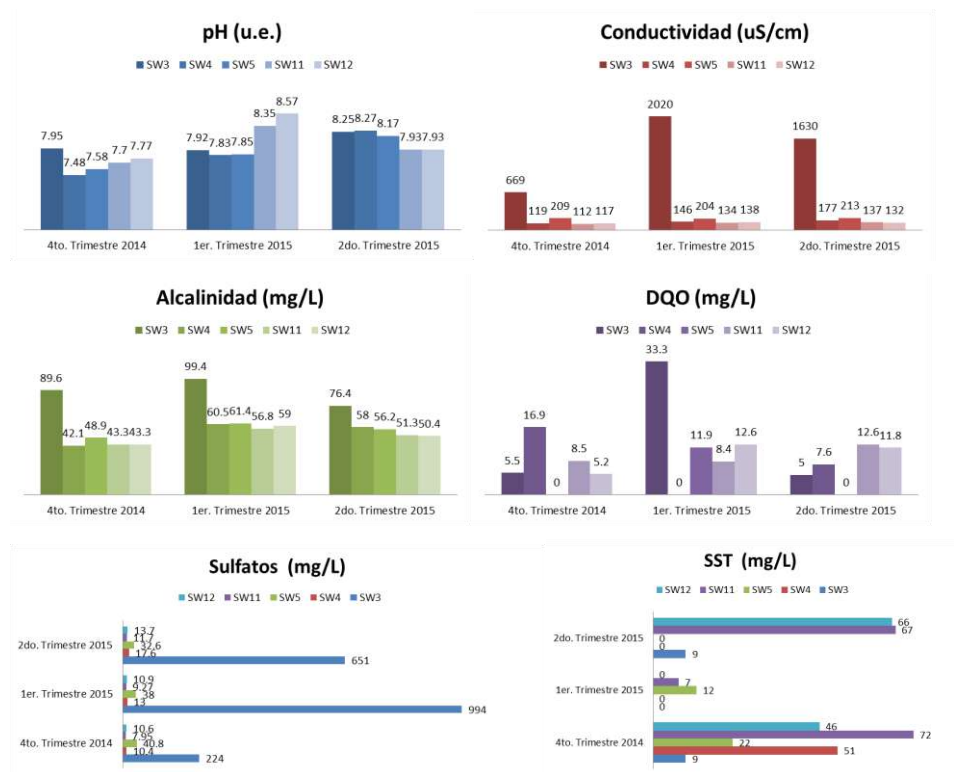 pH (u.e.)
SW3 SW4 SW5 SW11 SW12
7.95 7.48 7.58 7.7 7.77
7.92 7.83 7.85 8.35 8.57
8.25 8.27 8.17 7.93 7.93
4to. Trimestre 2014 1er. Trimestre 2015 2do. Trimestre 2015
Conductividad (uS/cm)
SW3 SW4 SW5 SW11 SW12
669 119 209 112 117
2020 146 204 134 138
1630 177 213 137 132
4to. Trimestre 2014 1er. Trimestre 2015 2do. Trimestre 2015
Alcalinidad (mg/L)
SW3 SW4 SW5 SW11 SW12
89.6 42.1 48.9 43.3 43.3
99.4 60.5 61.4 56.8 59
76.4 58 56.2 51.3 50.4
4to. Trimestre 2014 1er. Trimestre 2015 2do. Trimestre 2015
DQO (mg/L)
SW3 SW4 SW5 SW11 SW12
5.5 16.9 0 8.5 5.2
33.3 0 11.9 8.4 12.6
5 7.6 0 12.6 11.8
4to. Trimestre 2014 1er. Trimestre 2015 2do. Trimestre 2015
Sulfatos (mg/L)
SW12 SW11 SW5 SW4 SW3
2do. Trimestre 2015
13.7
11.7
32.6
17.6
651
1er. Trimestre 2015
10.9
9.27
38
13
994
4to. Trimestre 2014
10.6
7.95
40.8
10.4
224
SST (mg/L)
SW12 SW11 SW5 SW4 SW3
2do. Trimestre 2015
66
67
0
0
9
1er. Trimestre 2015
0
7
12
0
0
4to. Trimestre 2014
46
72
22
51
9